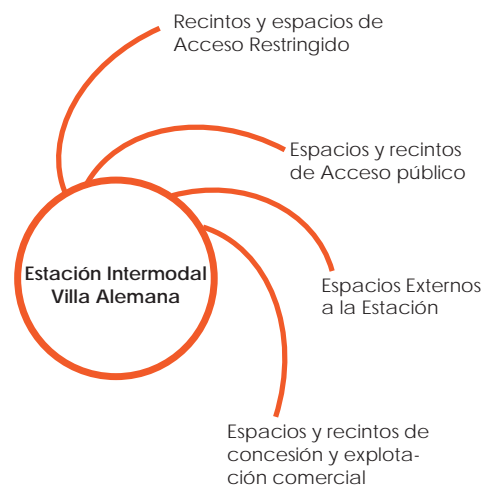 Recintos y espacios de
Acceso Restringido
Espacios y recintos
de Acceso público
Estación Intermodal
Villa Alemana
Espacios Externos
a la Estación
Espacios y recintos de
concesión y explota-
ción comercial